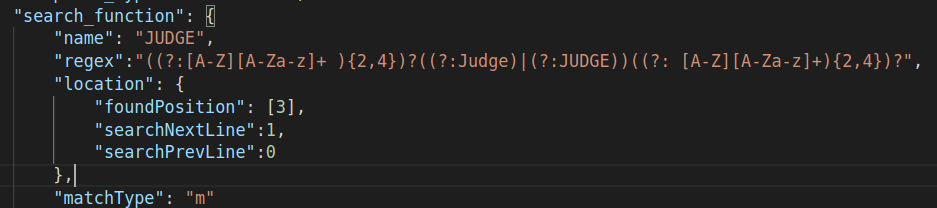 "search_function": {
"name": "JUDGE",
"regex":"((?:[A-Z][A-Za-z]+ ){2,4})?((?:Judge)|(?:JUDGE))((?: [A-Z][A-Za-z]+){2,4})?",
"location": {
"foundPosition": [3],
"searchNextLine":1,
"searchPrevLine":0
},
"matchType": "m"